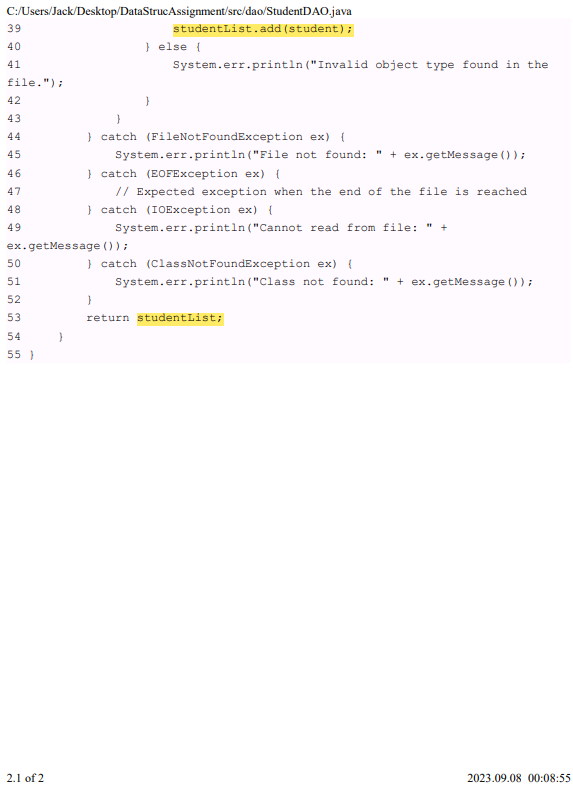 C:/Users/Jack/Desktop/DataStrucAssignment/src/dao/StudentDAO.java
39                     studentList.add(student);
40                 } else {
41                     System.err.println("Invalid object type found in the
file.");
42                 }
43             }
44         } catch (FileNotFoundException ex) {
45             System.err.println("File not found: " + ex.getMessage());
46         } catch (EOFException ex) {
47             // Expected exception when the end of the file is reached
48         } catch (IOException ex) {
49             System.err.println("Cannot read from file: " +
ex.getMessage());
50         } catch (ClassNotFoundException ex) {
51             System.err.println("Class not found: " + ex.getMessage());
52         }
53         return studentList;
54     }
55 }
2.1 of 2 2023.09.08 00:08:55